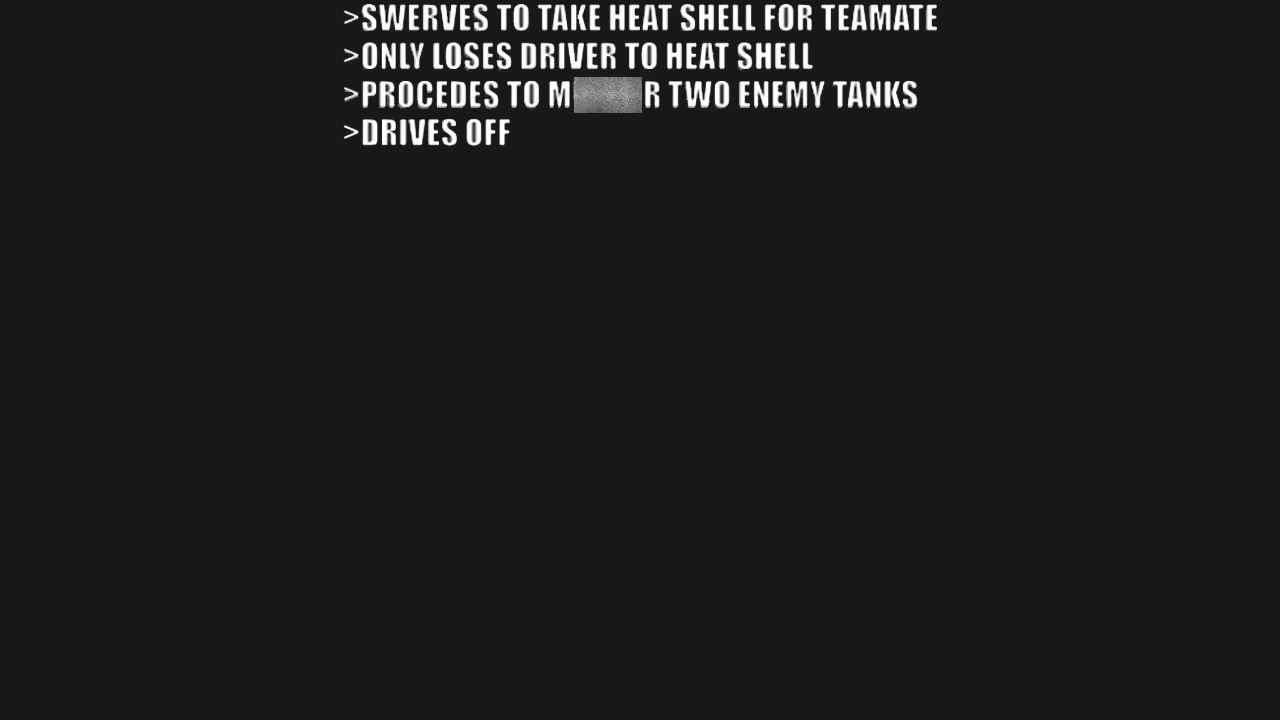 >SWERVES TO TAKE HEAT SHELL FOR TEAMATE
>ONLY LOSES DRIVER TO HEAT SHELL
>PROCEDES TO TWO ENEMY TANKS
>DRIVES OFF